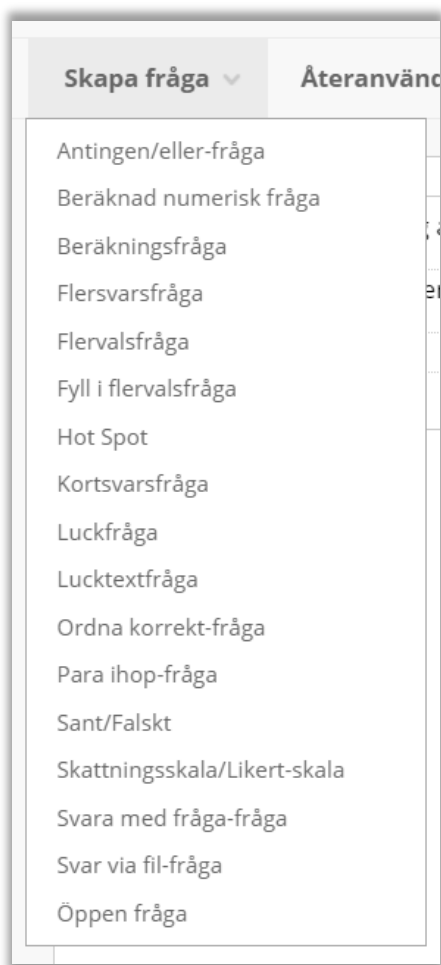 Skapa fråga Återanvänd
Antingen/eller-fråga
Beräknad numerisk fråga
Beräkningsfråga
Flersvarsfråga
Flervalsfråga
Fyll i flervalsfråga
Hot Spot
Kortsvarsfråga
Luckfråga
Lucktextfråga
Ordna korrekt-fråga
Para ihop-fråga
Sant/Falskt
Skattningsskala/Likert-skala
Svara med fråga-fråga
Svar via fil-fråga
Öppen fråga